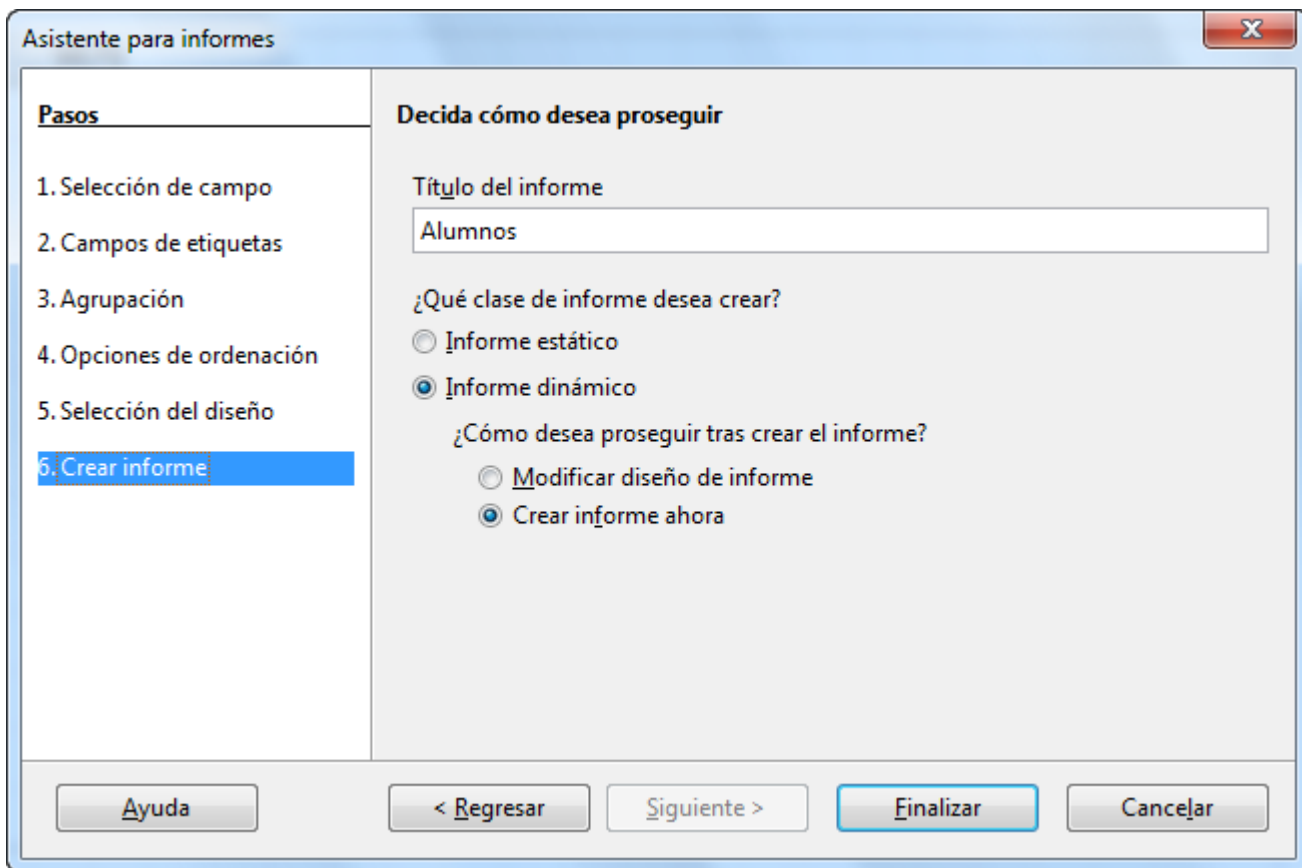 Asistente para informes
Pasos
1. Selección de campo
2. Campos de etiquetas
3. Agrupación
4. Opciones de ordenación
5. Selección del diseño
6. Crear informe
Decida cómo desea proseguir
Título del informe
Alumnos
¿Qué clase de informe desea crear?
Informe estático
Informe dinámico
¿Cómo desea proseguir tras crear el informe?
Modificar diseño de informe
Crear informe ahora
Ayuda
< Regresar
Siguiente >
Finalizar
Cancelar